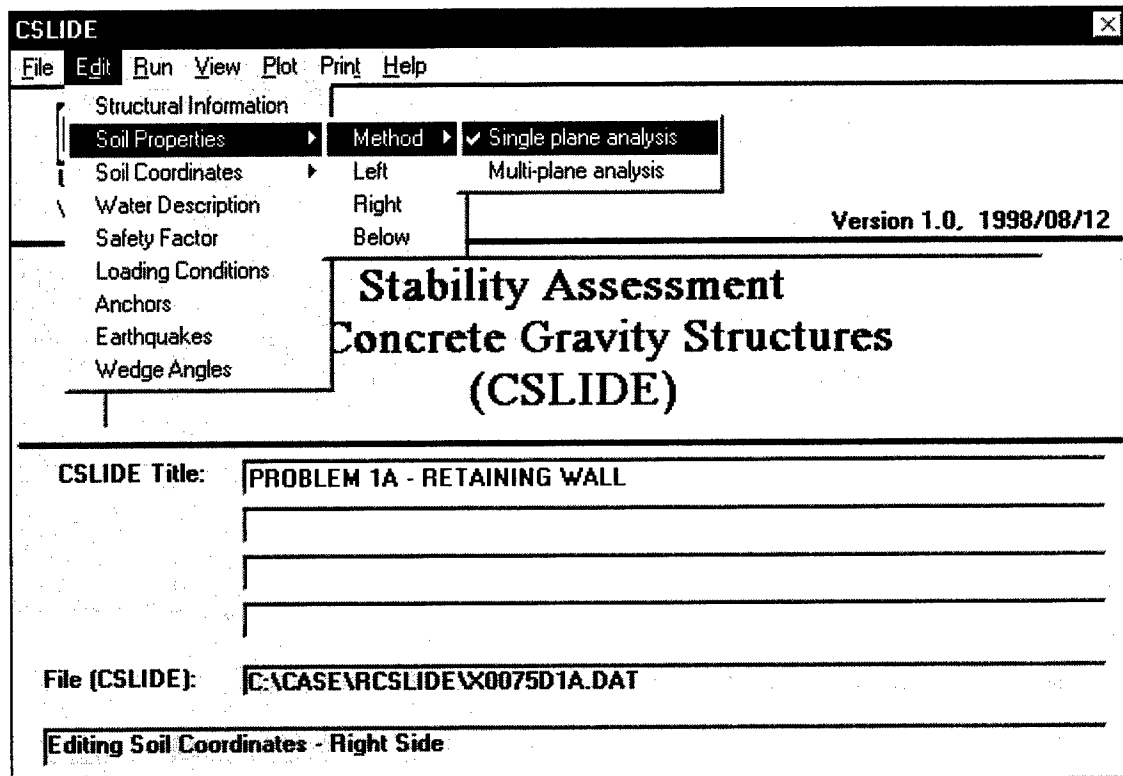 CSLIDE
File Edit Run View Plot Print Help
Structural Information
Soil Properties
Soil Coordinates
Water Description
Safety Factor
Loading Conditions
Anchors
Earthquakes
Wedge Angles
Method
Left
Right
Below
✓ Single plane analysis
Multi-plane analysis
Version 1.0, 1998/08/12
Stability Assessment
Concrete Gravity Structures
(CSLIDE)
CSLIDE Title: PROBLEM 1A - RETAINING WALL
File (CSLIDE): C:\CASE\RCSLIDE\X0075D1A.DAT
Editing Soil Coordinates - Right Side